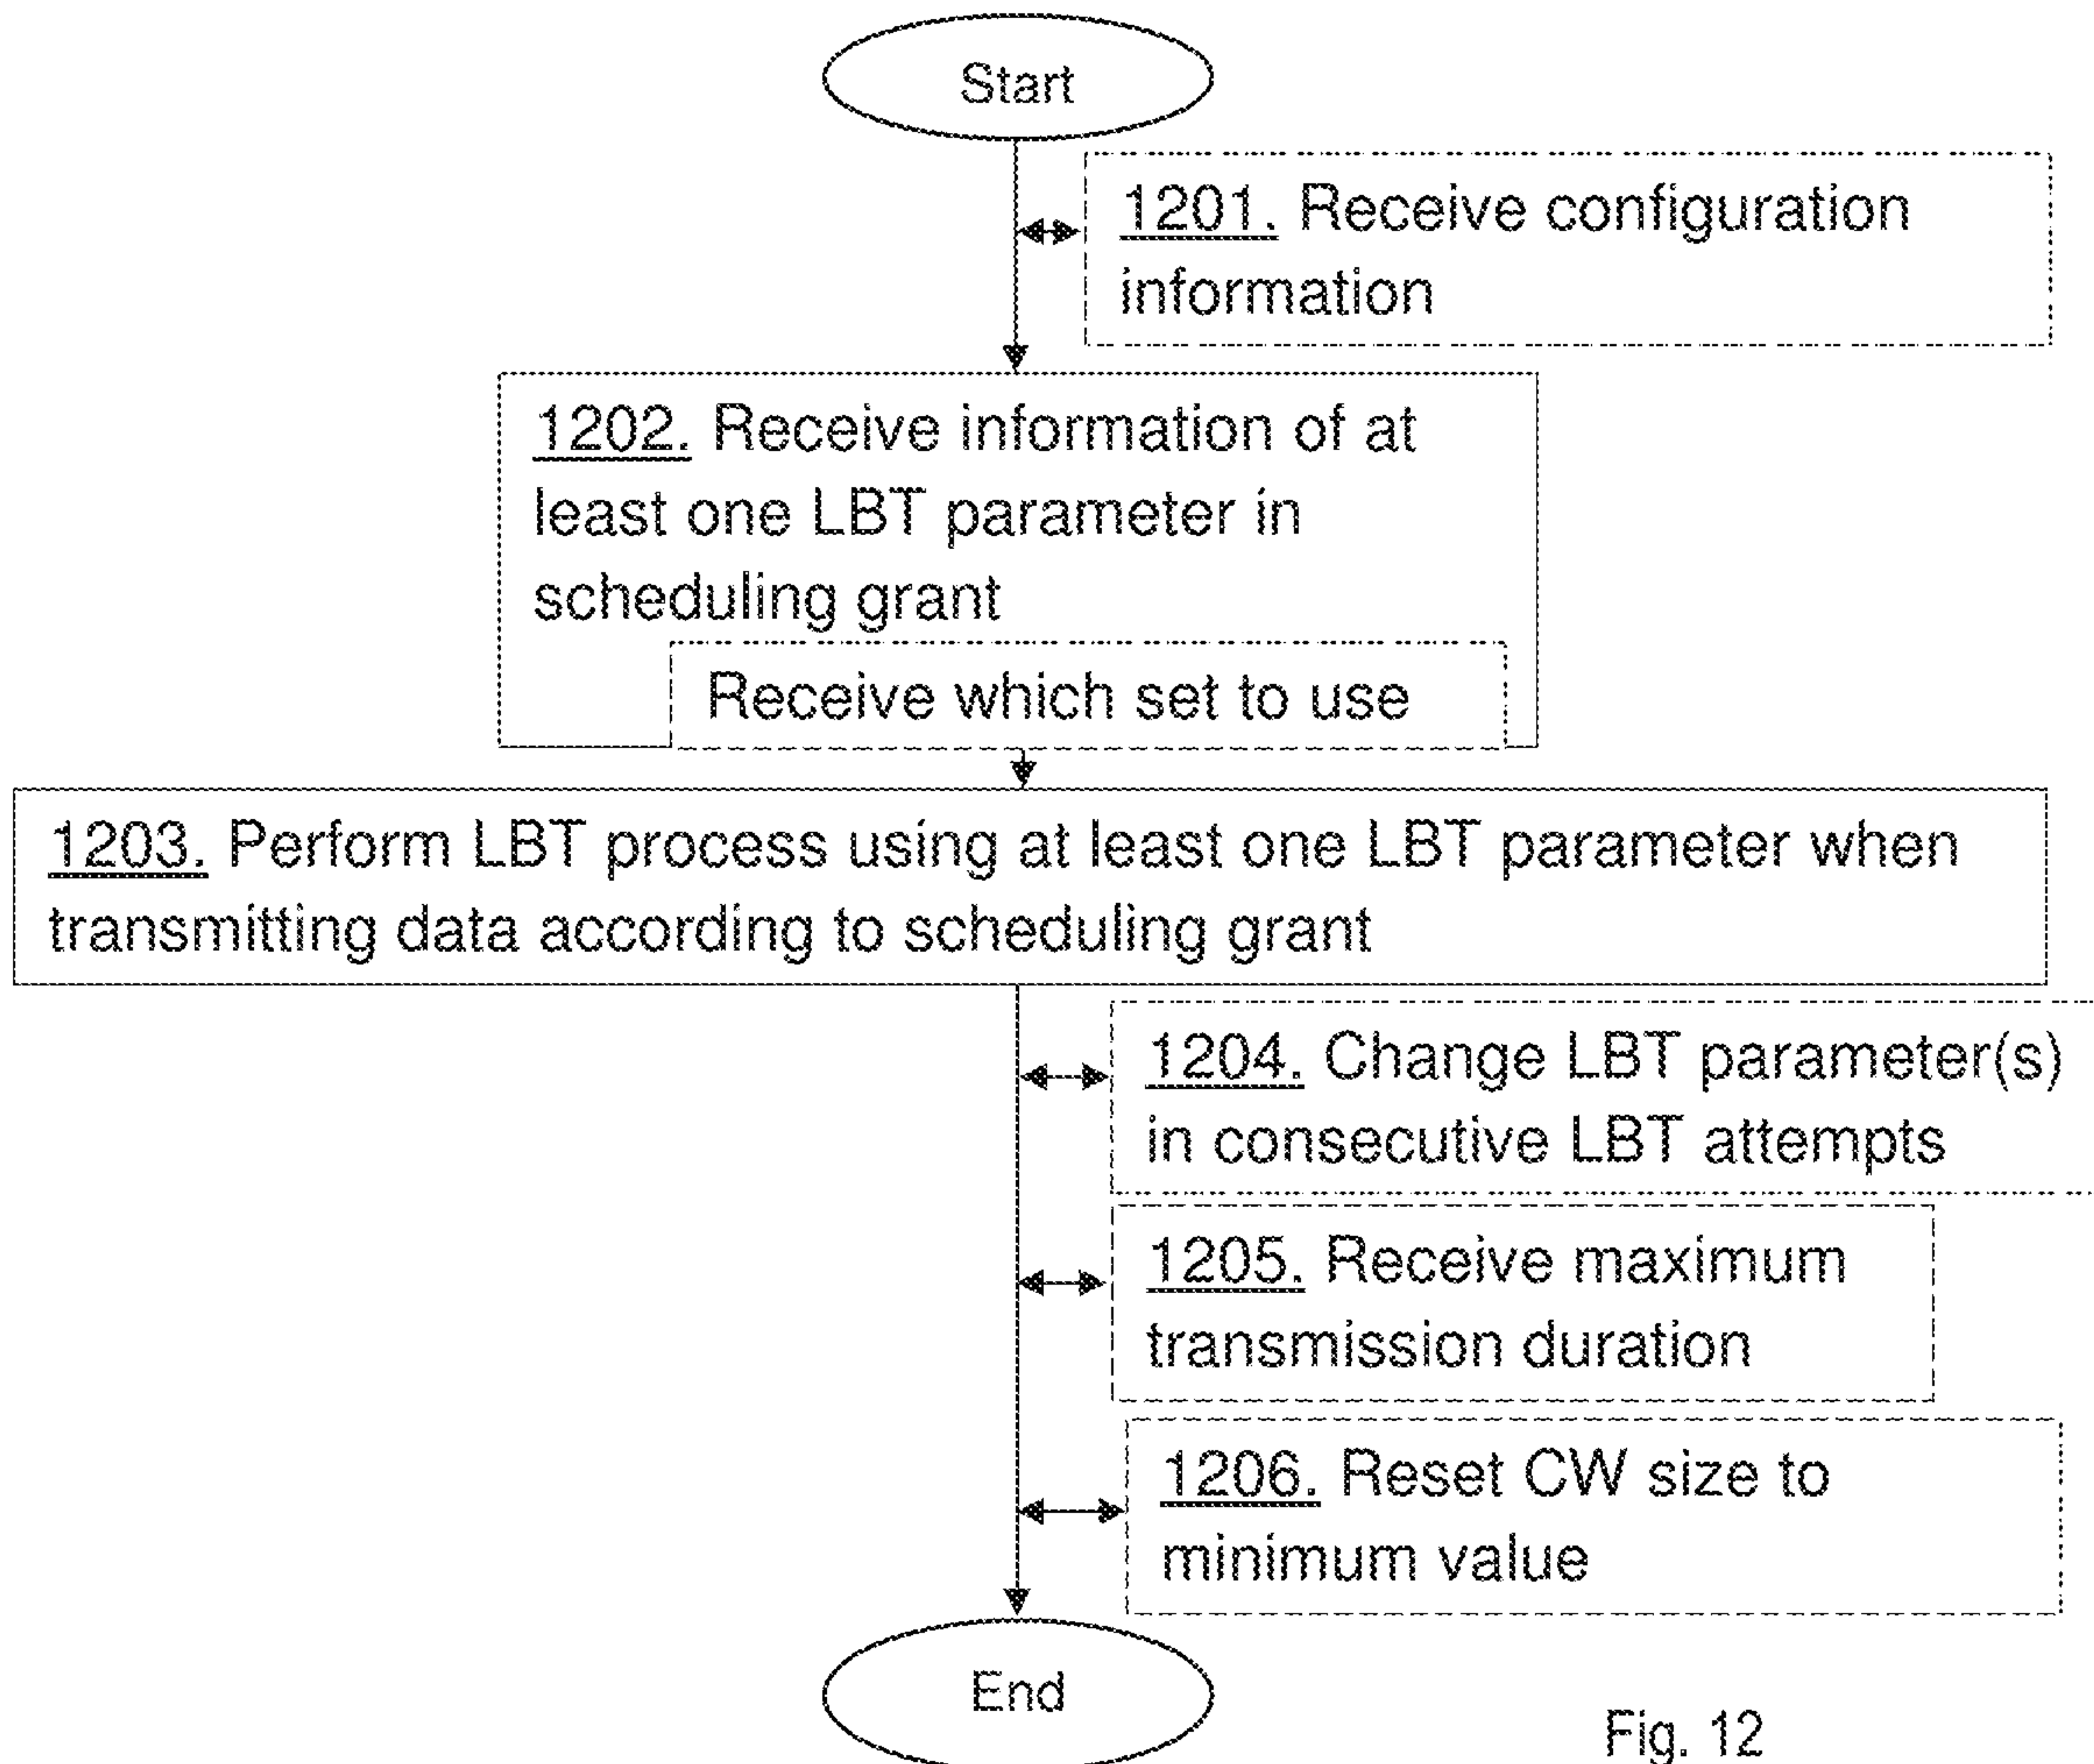 Start
1201. Receive configuration
information
1202. Receive information of at
least one LBT parameter in
scheduling grant
Receive which set to use
1203. Perform LBT process using at least one LBT parameter when
transmitting data according to scheduling grant
1204. Change LBT parameter(s)
in consecutive LBT attempts
1205. Receive maximum
transmission duration
1206. Reset CW size to
minimum value
End
Fig. 12